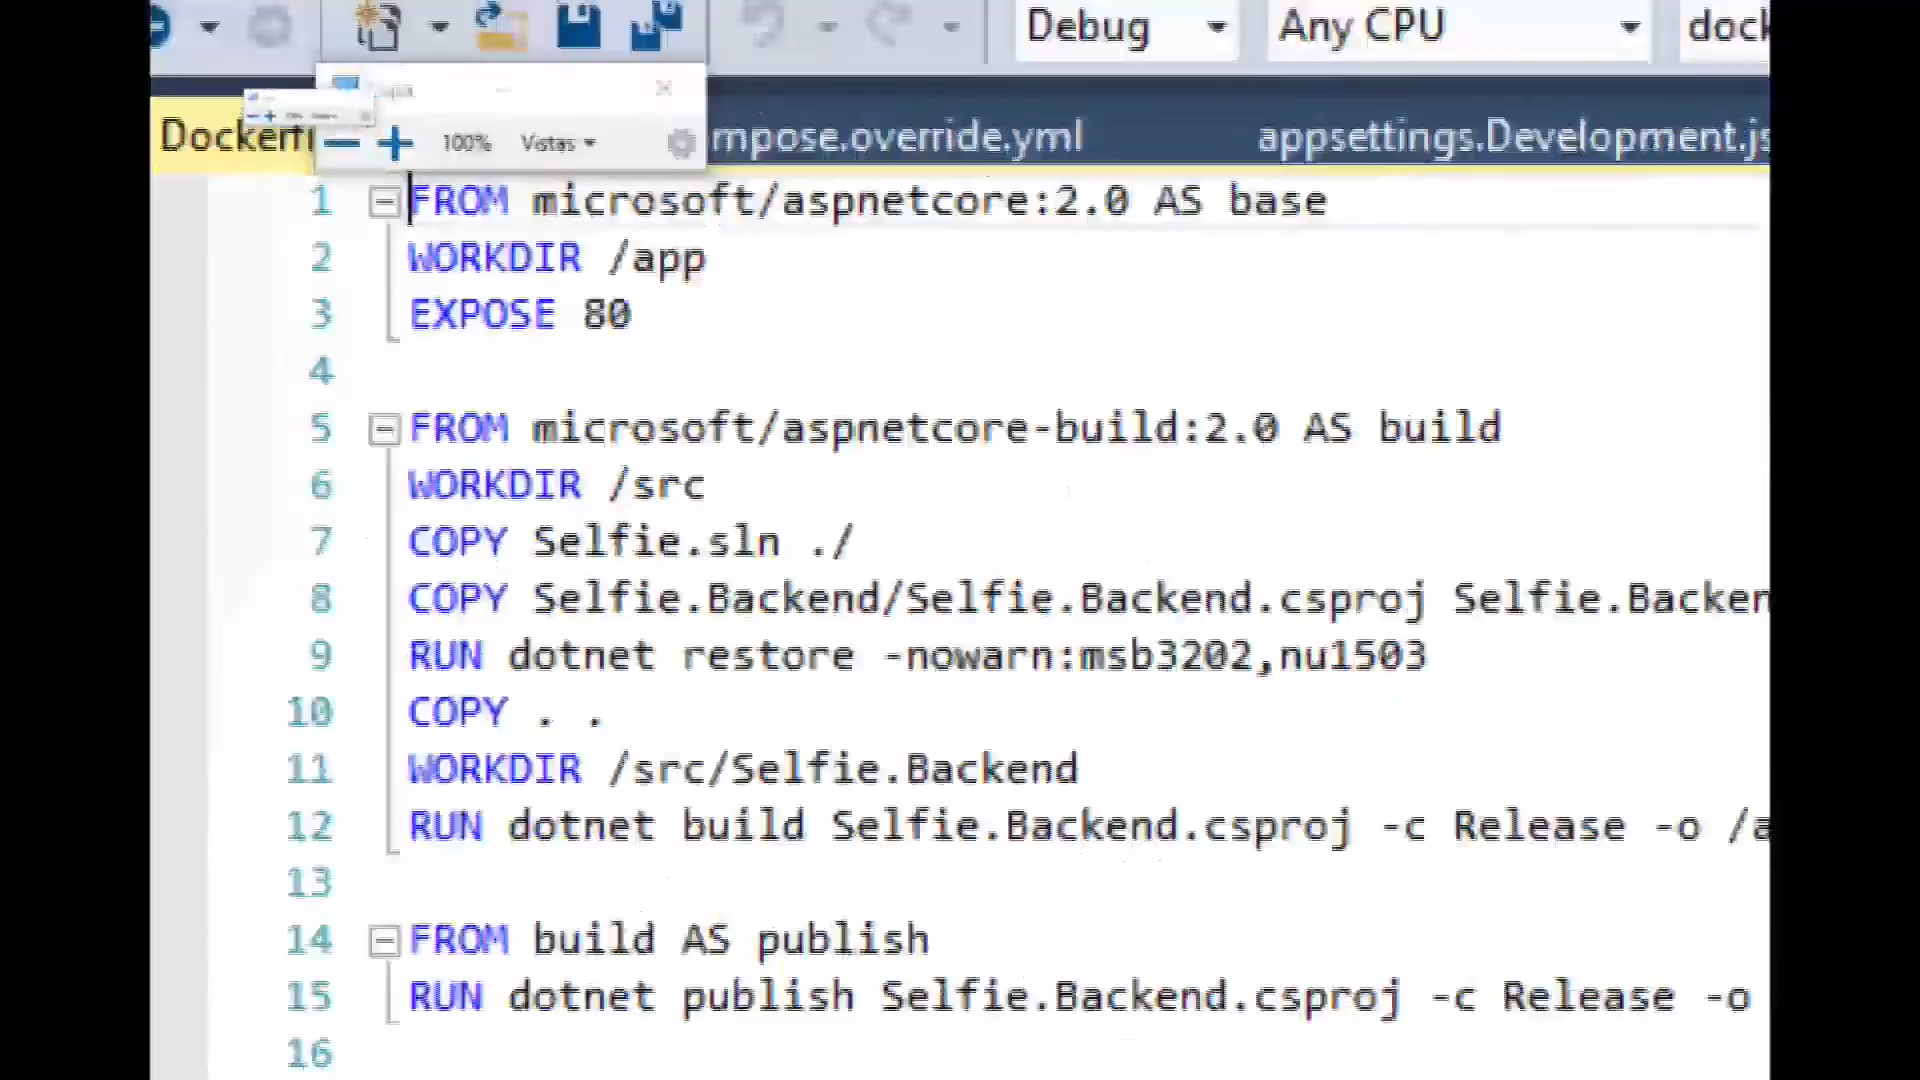 Debug
Any CPU
dock
Lupa
Dockerf
100%
Vistas
mpose.override.yml
appsettings.Development.js
1 FROM microsoft/aspnetcore:2.0 AS base
2 WORKDIR /app
3 EXPOSE 80
4
5 FROM microsoft/aspnetcore-build:2.0 AS build
6 WORKDIR /src
7 COPY Selfie.sln ./
8 COPY Selfie.Backend/Selfie.Backend.csproj Selfie.Backen
9 RUN dotnet restore -nowarn:msb3202,nu1503
10 COPY . .
11 WORKDIR /src/Selfie.Backend
12 RUN dotnet build Selfie.Backend.csproj -c Release -o /a
13
14 FROM build AS publish
15 RUN dotnet publish Selfie.Backend.csproj -c Release -o
16